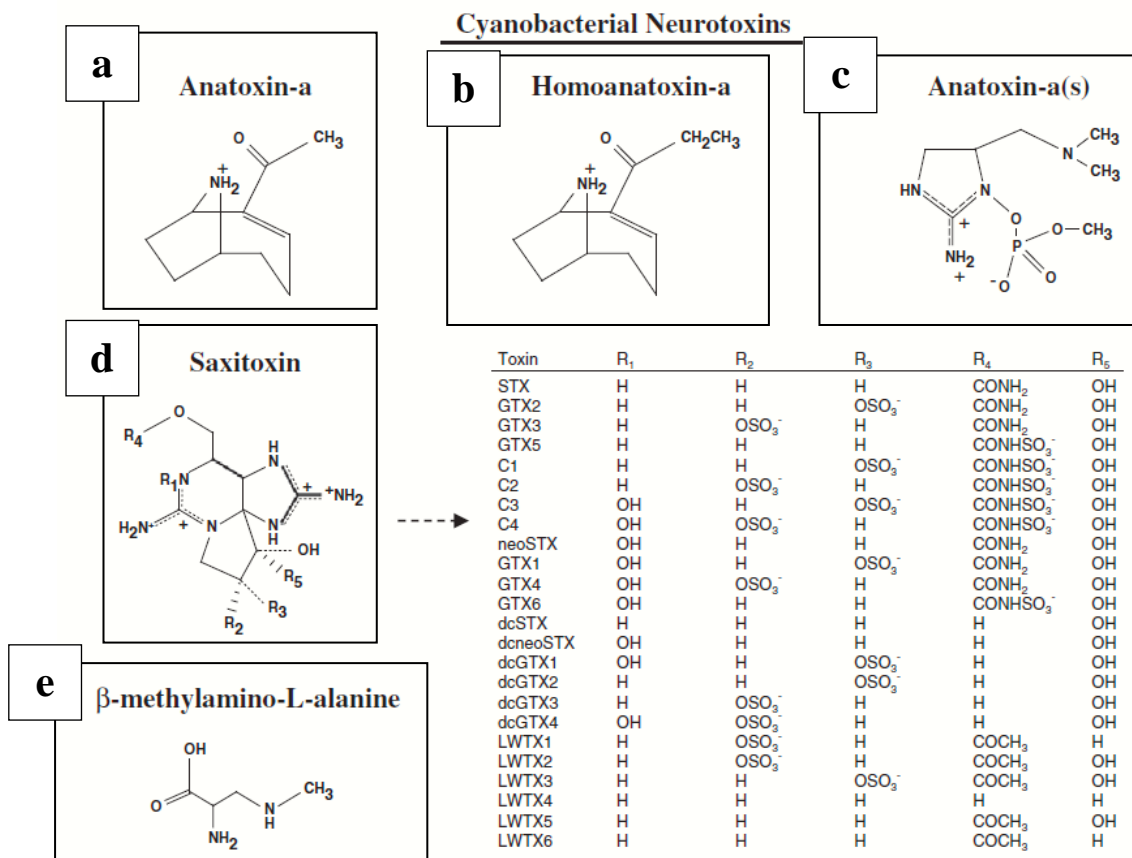 Cyanobacterial Neurotoxins
a
Anatoxin-a
O
CH₃
+
NH₂
b
Homoanatoxin-a
O
CH₂CH₃
+
NH₂
c
Anatoxin-a(s)
CH₃
N
CH₃
HN
N
+
O
NH₂
+
P
O—CH₃
⁻O
O
d
Saxitoxin
O
R₄
H
N
R₁
N
+
⁺NH₂
H₂N⁺
+
N
N
H
OH
R₅
R₃
R₂
Toxin R₁ R₂ R₃ R₄ R₅
STX H H H CONH₂ OH
GTX2 H H OSO₃⁻ CONH₂ OH
GTX3 H OSO₃⁻ H CONH₂ OH
GTX5 H H H CONHSO₃⁻ OH
C1 H H OSO₃⁻ CONHSO₃⁻ OH
C2 H OSO₃⁻ H CONHSO₃⁻ OH
C3 OH H OSO₃⁻ CONHSO₃⁻ OH
C4 OH OSO₃⁻ H CONHSO₃⁻ OH
neoSTX OH H H CONH₂ OH
GTX1 OH H OSO₃⁻ CONH₂ OH
GTX4 OH OSO₃⁻ H CONH₂ OH
GTX6 OH H H CONHSO₃⁻ OH
dcSTX H H H H OH
dcneoSTX OH H H H OH
dcGTX1 OH H OSO₃⁻ H OH
dcGTX2 H H OSO₃⁻ H OH
dcGTX3 H OSO₃⁻ H H OH
dcGTX4 OH OSO₃⁻ H H OH
LWTX1 H OSO₃⁻ H COCH₃ H
LWTX2 H OSO₃⁻ H COCH₃ OH
LWTX3 H H OSO₃⁻ COCH₃ OH
LWTX4 H H H H H
LWTX5 H H H COCH₃ OH
LWTX6 H H H COCH₃ H
e
β-methylamino-L-alanine
OH
O
NH₂
N
H
CH₃